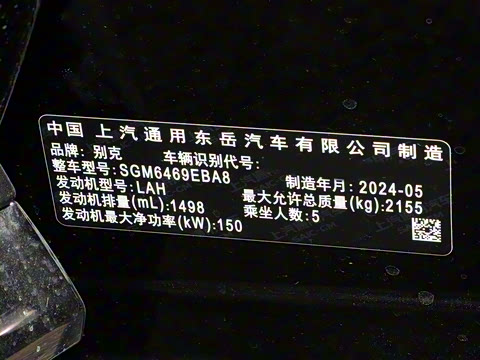 中国 上汽通用东岳汽车有限公司制造
品牌: 别克 车辆识别代号:
整车型号: SGM6469EBA8 制造年月: 2024-05
发动机型号: LAH 最大允许总质量(kg): 2155
发动机排量(mL): 1498 乘坐人数: 5
发动机最大净功率(kW): 150